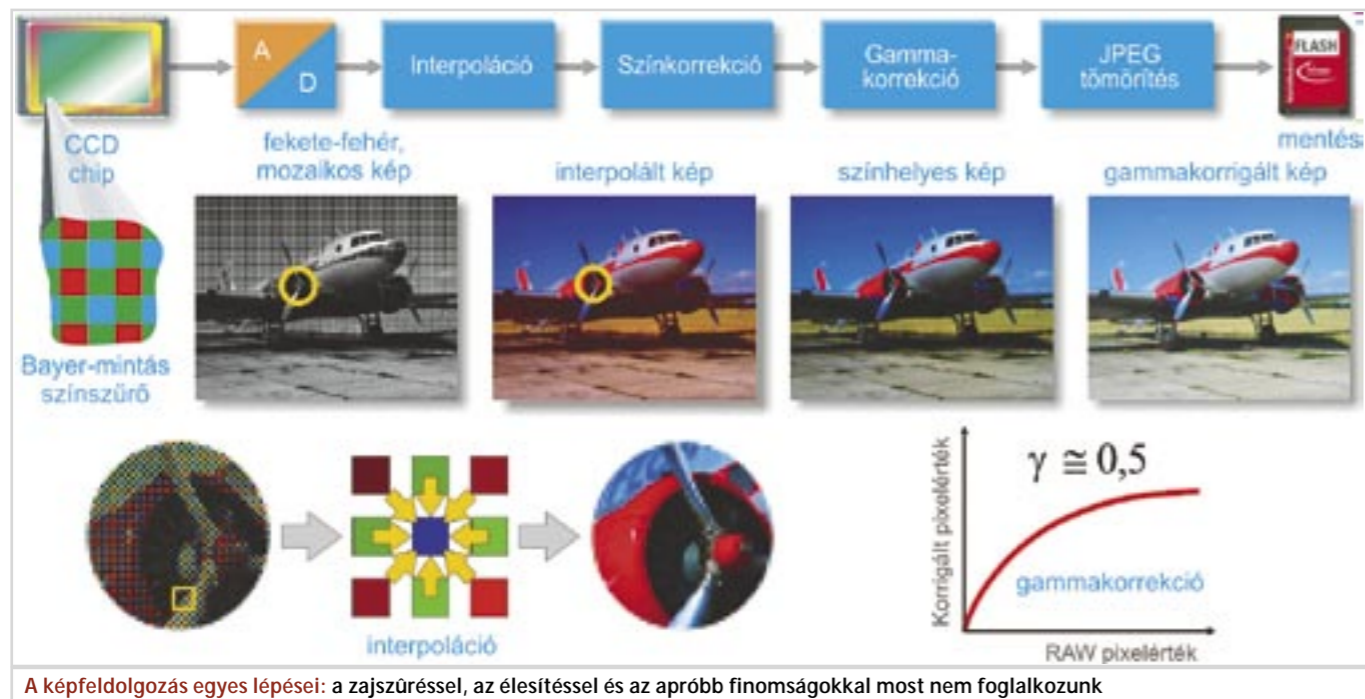 A
D
Interpoláció
Színkorrekció
Gamma-
korrekció
JPEG
tömörítés
FLASH
CCD
chip
fekete-fehér,
mozaikos kép
interpolált kép
színhelyes kép
gammakorrigált kép
mentés
Bayer-mintás
színszűrő
interpoláció
γ ≅ 0,5
Korrigált pixelérték
gammakorrekció
RAW pixelérték
A képfeldolgozás egyes lépései: a zajszûréssel, az élesítéssel és az apróbb finomságokkal most nem foglalkozunk